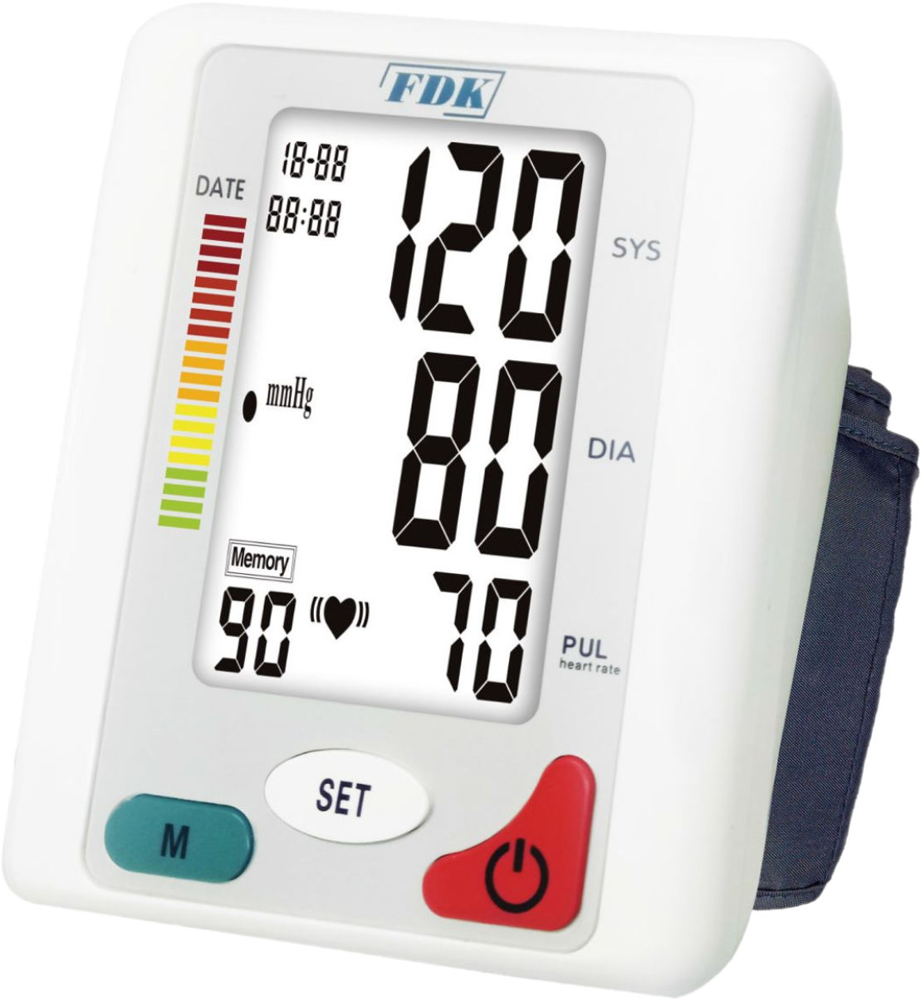 FDK
18-88
DATE
88:88
120
SYS
mmHg
80
DIA
Memory
90
70
PUL
heart rate
SET
M